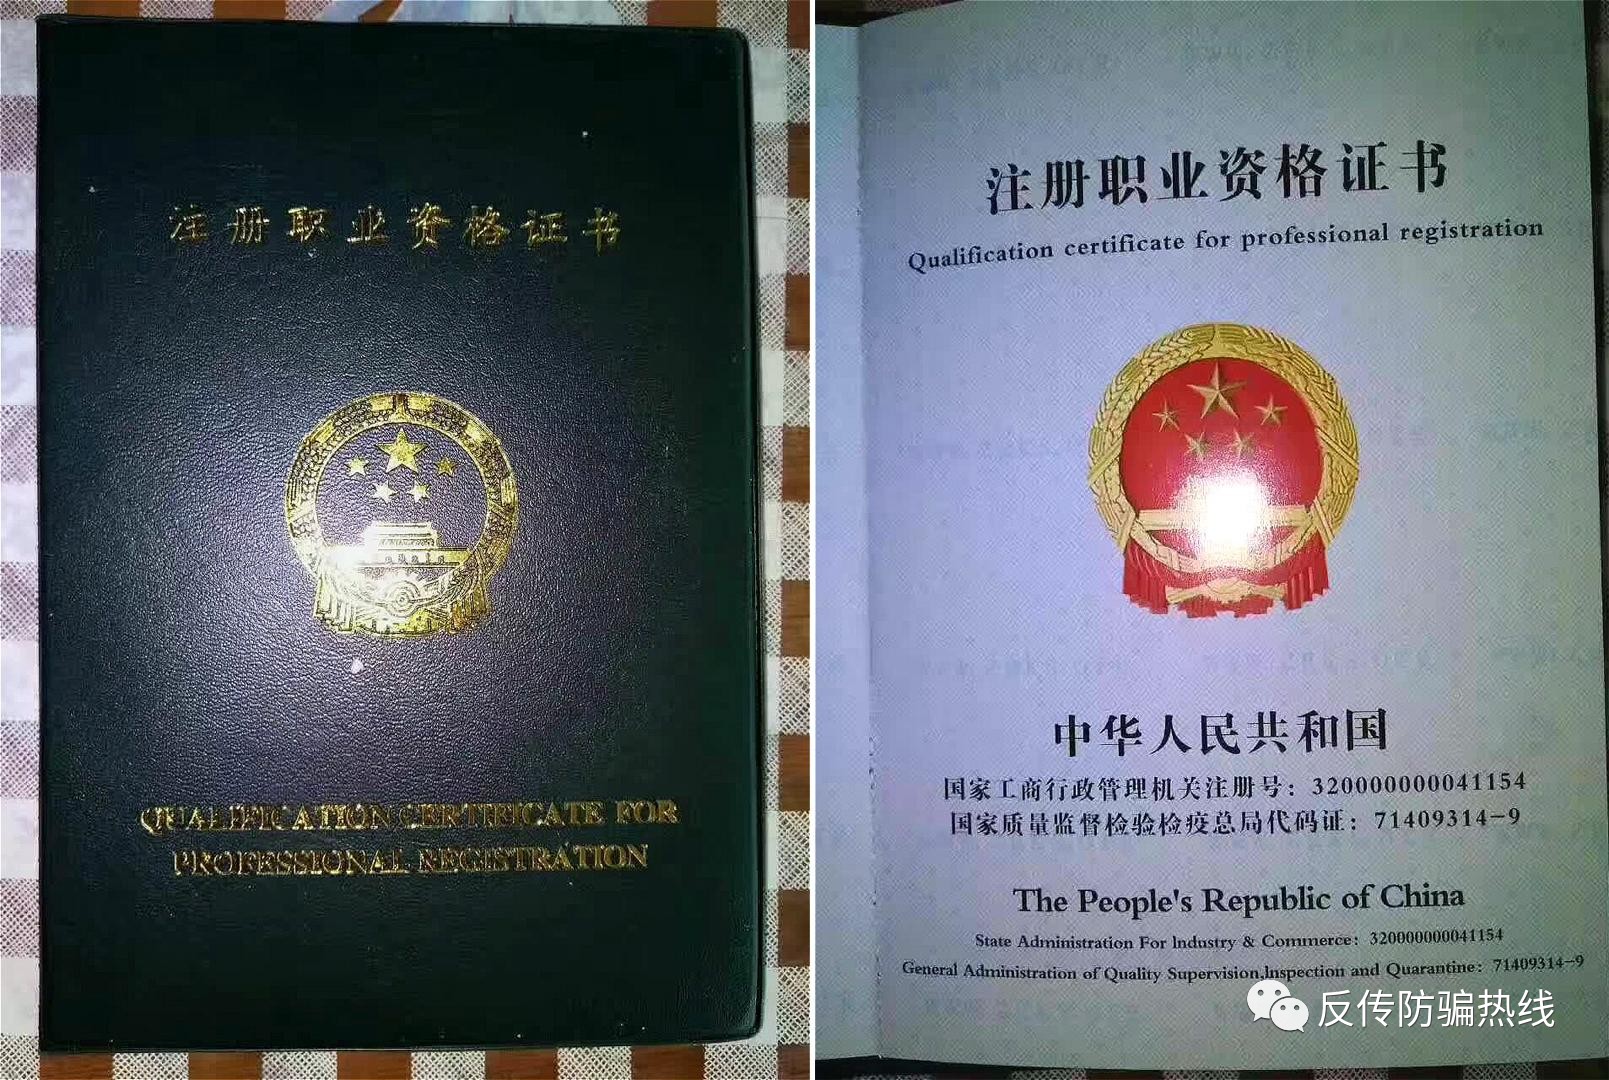 注册职业资格证书
QUALIFICATION CERTIFICATE FOR
PROFESSIONAL REGISTRATION
注册职业资格证书
Qualification certificate for professional registration
中华人民共和国
国家工商行政管理机关注册号：320000000041154
国家质量监督检验检疫总局代码证：71409314-9
The People's Republic of China
State Administration For Industry & Commerce：320000000041154
General Administration of Quality Supervision,Inspection and Quarantine：71409314-9
反传防骗热线